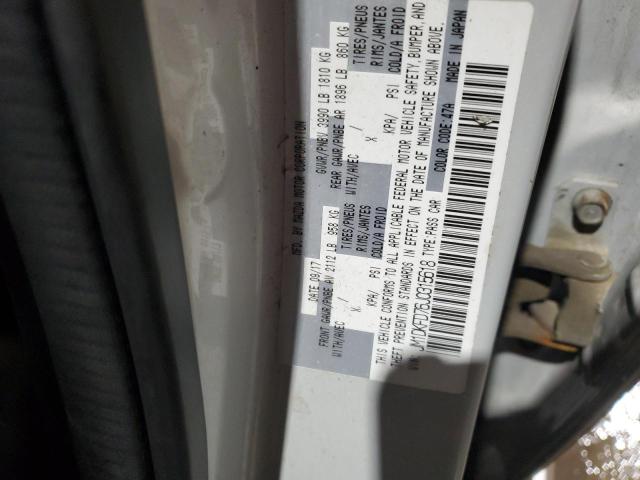 MFD. BY MAZDA MOTOR CORPORATION
DATE 09/17 GVWR/PNBV 3990 LB 1810 KG
FRONT GAWR/PNBE AV 2112 LB 958 KG REAR GAWR/PNBE AR 1896 LB 860 KG
WITH/AVEC TIRES/PNEUS WITH/AVEC TIRES/PNEUS
X / RIMS/JANTES X / RIMS/JANTES
KPA/ PSI COLD/A FROID KPA/ PSI COLD/A FROID
THIS VEHICLE CONFORMS TO ALL APPLICABLE FEDERAL MOTOR VEHICLE SAFETY, BUMPER, AND
THEFT PREVENTION STANDARDS IN EFFECT ON THE DATE OF MANUFACTURE SHOWN ABOVE.
VIN: JM1DKFD76J0315618 TYPE:PASS CAR COLOR CODE:47A MADE IN JAPAN